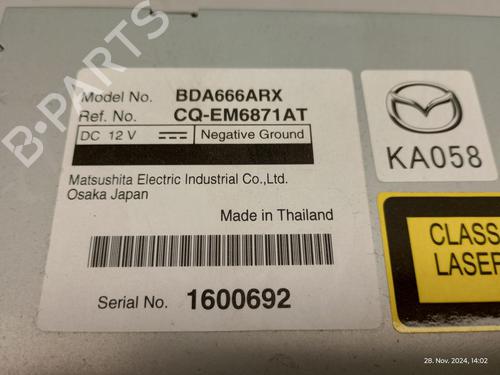 B-PARTS
Model No. BDA666ARX
Ref. No. CQ-EM6871AT
DC 12 V Negative Ground
Matsushita Electric Industrial Co.,Ltd.
Osaka Japan
Made in Thailand
Serial No. 1600692
KA058
CLASS
LASER
28. Nov. 2024, 14:02